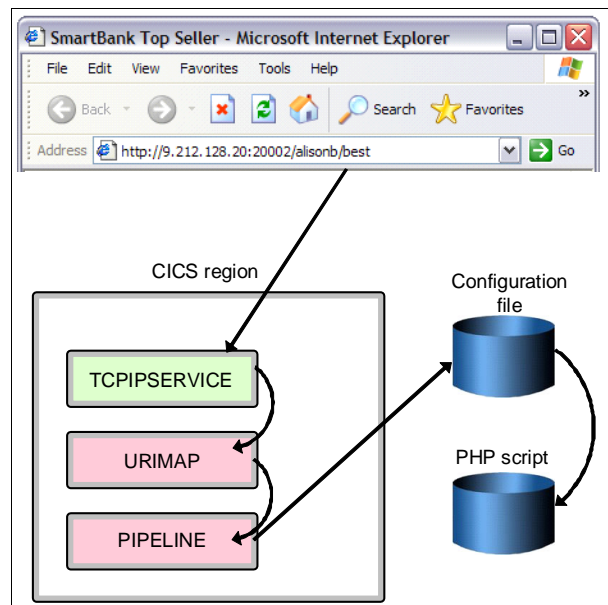 SmartBank Top Seller - Microsoft Internet Explorer
File Edit View Favorites Tools Help
Back Search Favorites »
Address http://9.212.128.20:20002/alisonb/best Go
CICS region
Configuration
file
TCPIPSERVICE
URIMAP
PHP script
PIPELINE